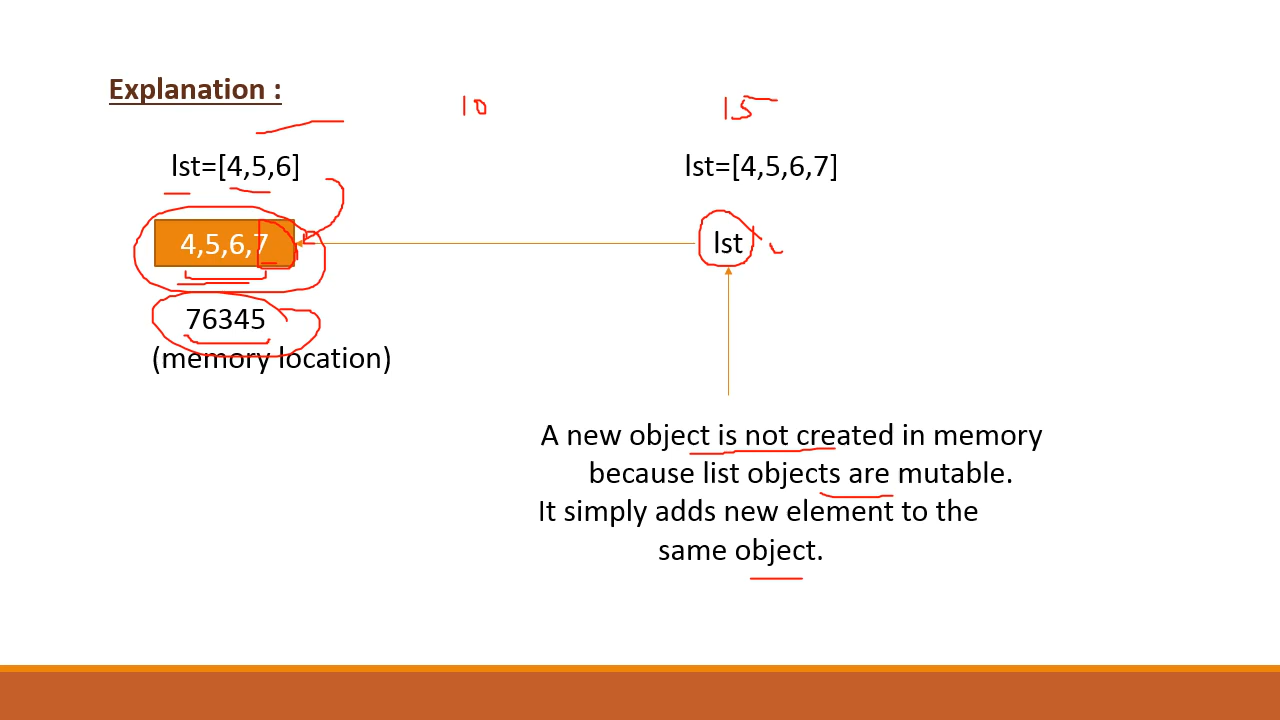 Explanation :
10
15
lst=[4,5,6]
lst=[4,5,6,7]
4,5,6,7
lst
76345
(memory location)
A new object is not created in memory
because list objects are mutable.
It simply adds new element to the
same object.